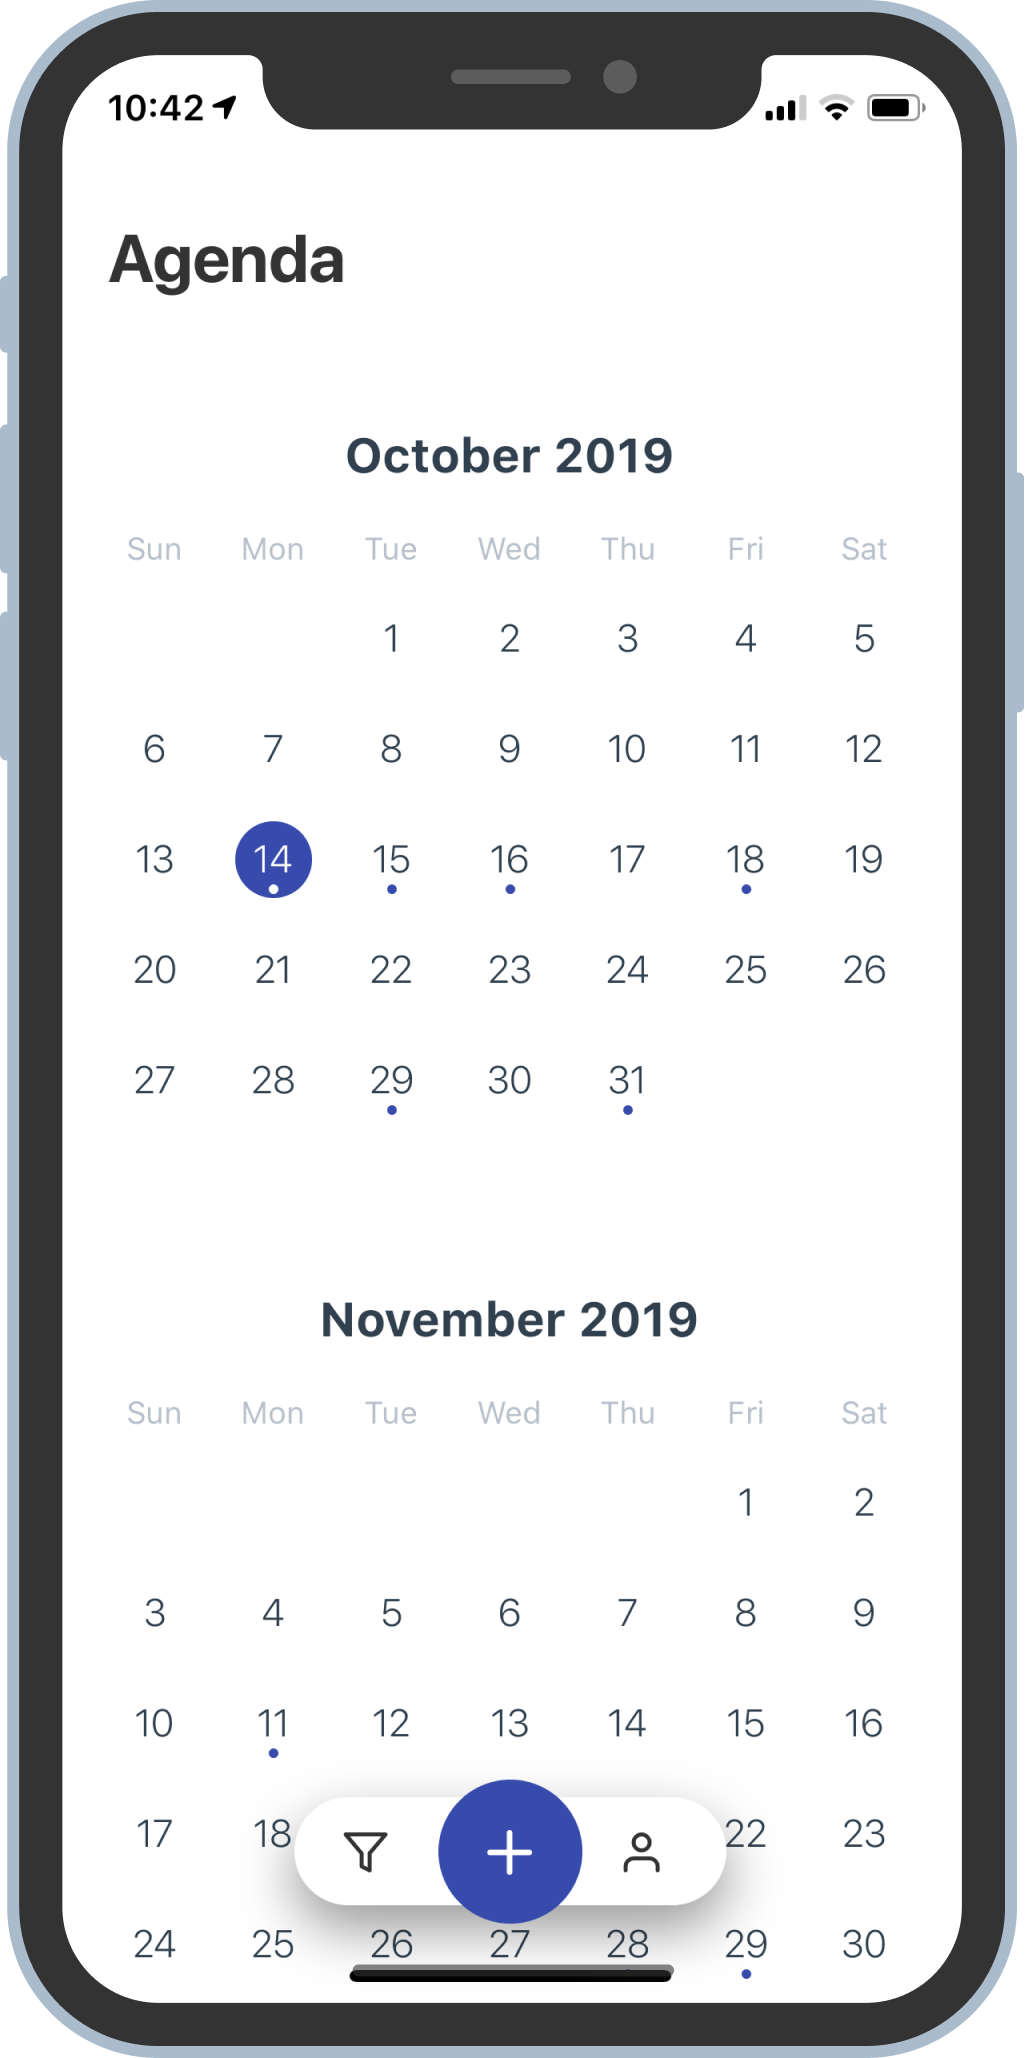 10:42
Agenda
October 2019
Sun Mon Tue Wed Thu Fri Sat
1 2 3 4 5
6 7 8 9 10 11 12
13 14 15 16 17 18 19
20 21 22 23 24 25 26
27 28 29 30 31
November 2019
Sun Mon Tue Wed Thu Fri Sat
1 2
3 4 5 6 7 8 9
10 11 12 13 14 15 16
17 18 22 23
24 25 26 27 28 29 30